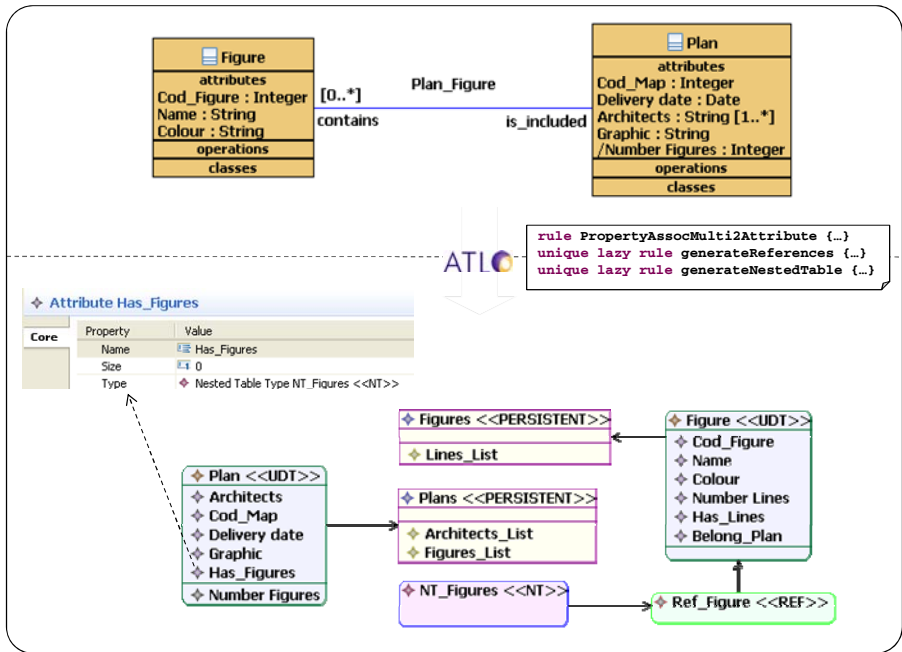 Figure
attributes
Cod_Figure : Integer
Name : String
Colour : String
operations
classes
[0..*]
contains
Plan_Figure
is_included
Plan
attributes
Cod_Map : Integer
Delivery date : Date
Architects : String [1..*]
Graphic : String
/Number Figures : Integer
operations
classes
ATL
rule PropertyAssocMulti2Attribute {…}
unique lazy rule generateReferences {…}
unique lazy rule generateNestedTable {…}
Attribute Has_Figures
Core
Property Value
Name Has_Figures
Size 0
Type Nested Table Type NT_Figures <<NT>>
Plan <<UDT>>
Architects
Cod_Map
Delivery date
Graphic
Has_Figures
Number Figures
Figures <<PERSISTENT>>
Lines_List
Plans <<PERSISTENT>>
Architects_List
Figures_List
NT_Figures <<NT>>
Figure <<UDT>>
Cod_Figure
Name
Colour
Number Lines
Has_Lines
Belong_Plan
Ref_Figure <<REF>>